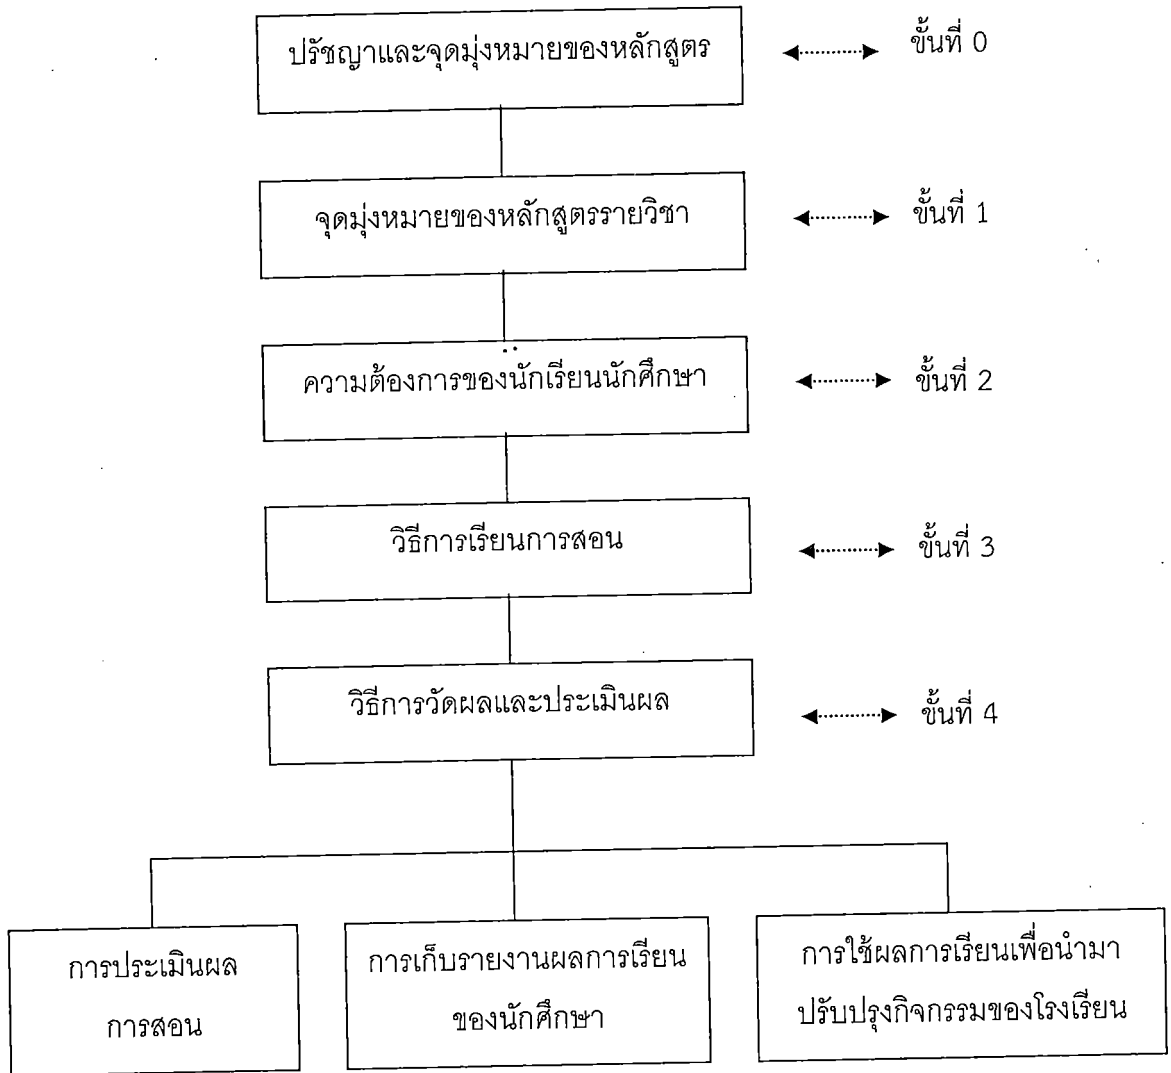 ปรัชญาและจุดมุ่งหมายของหลักสูตร
ขั้นที่ 0
จุดมุ่งหมายของหลักสูตรรายวิชา
ขั้นที่ 1
ความต้องการของนักเรียนนักศึกษา
ขั้นที่ 2
วิธีการเรียนการสอน
ขั้นที่ 3
วิธีการวัดผลและประเมินผล
ขั้นที่ 4
การประเมินผล
การสอน
การเก็บรายงานผลการเรียน
ของนักศึกษา
การใช้ผลการเรียนเพื่อนำมา
ปรับปรุงกิจกรรมของโรงเรียน